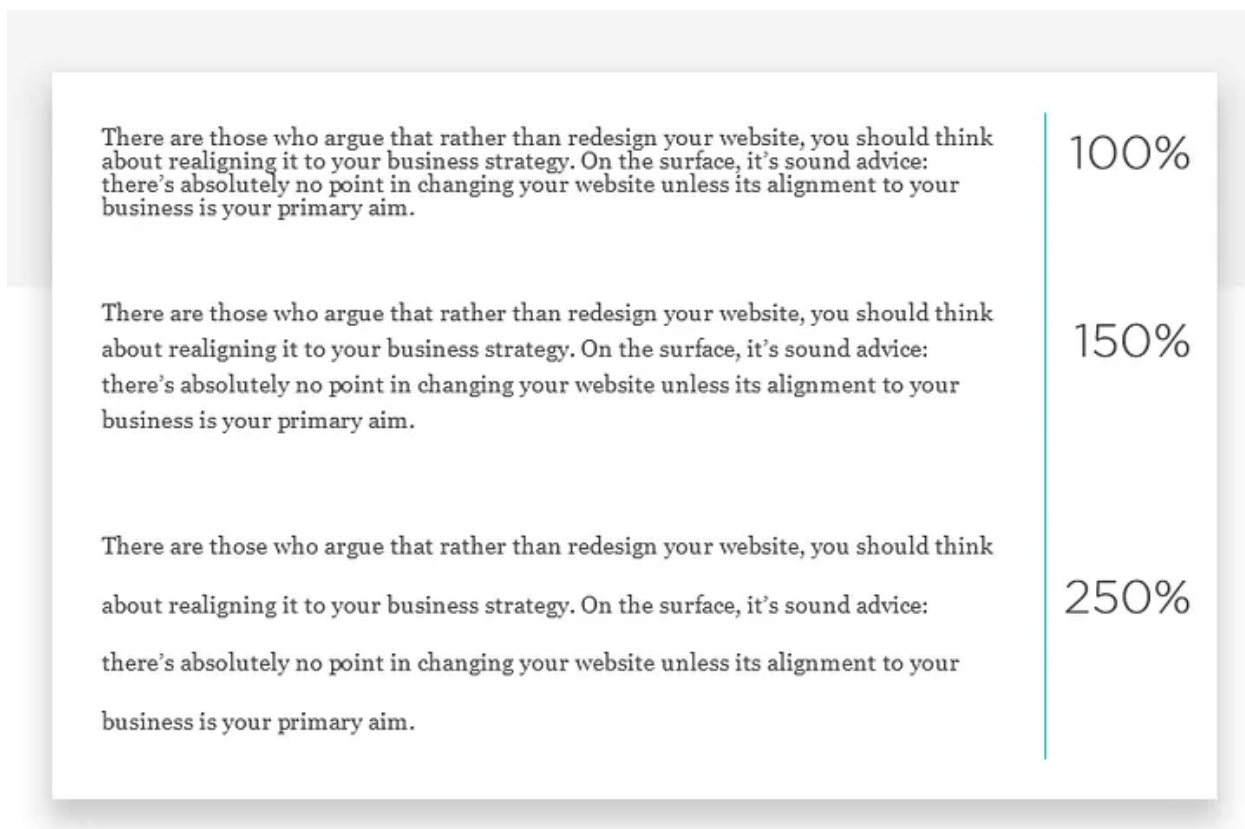 There are those who argue that rather than redesign your website, you should think
about realigning it to your business strategy. On the surface, it’s sound advice:
there’s absolutely no point in changing your website unless its alignment to your
business is your primary aim.
100%
There are those who argue that rather than redesign your website, you should think
about realigning it to your business strategy. On the surface, it’s sound advice:
there’s absolutely no point in changing your website unless its alignment to your
business is your primary aim.
150%
There are those who argue that rather than redesign your website, you should think
about realigning it to your business strategy. On the surface, it’s sound advice:
there’s absolutely no point in changing your website unless its alignment to your
business is your primary aim.
250%